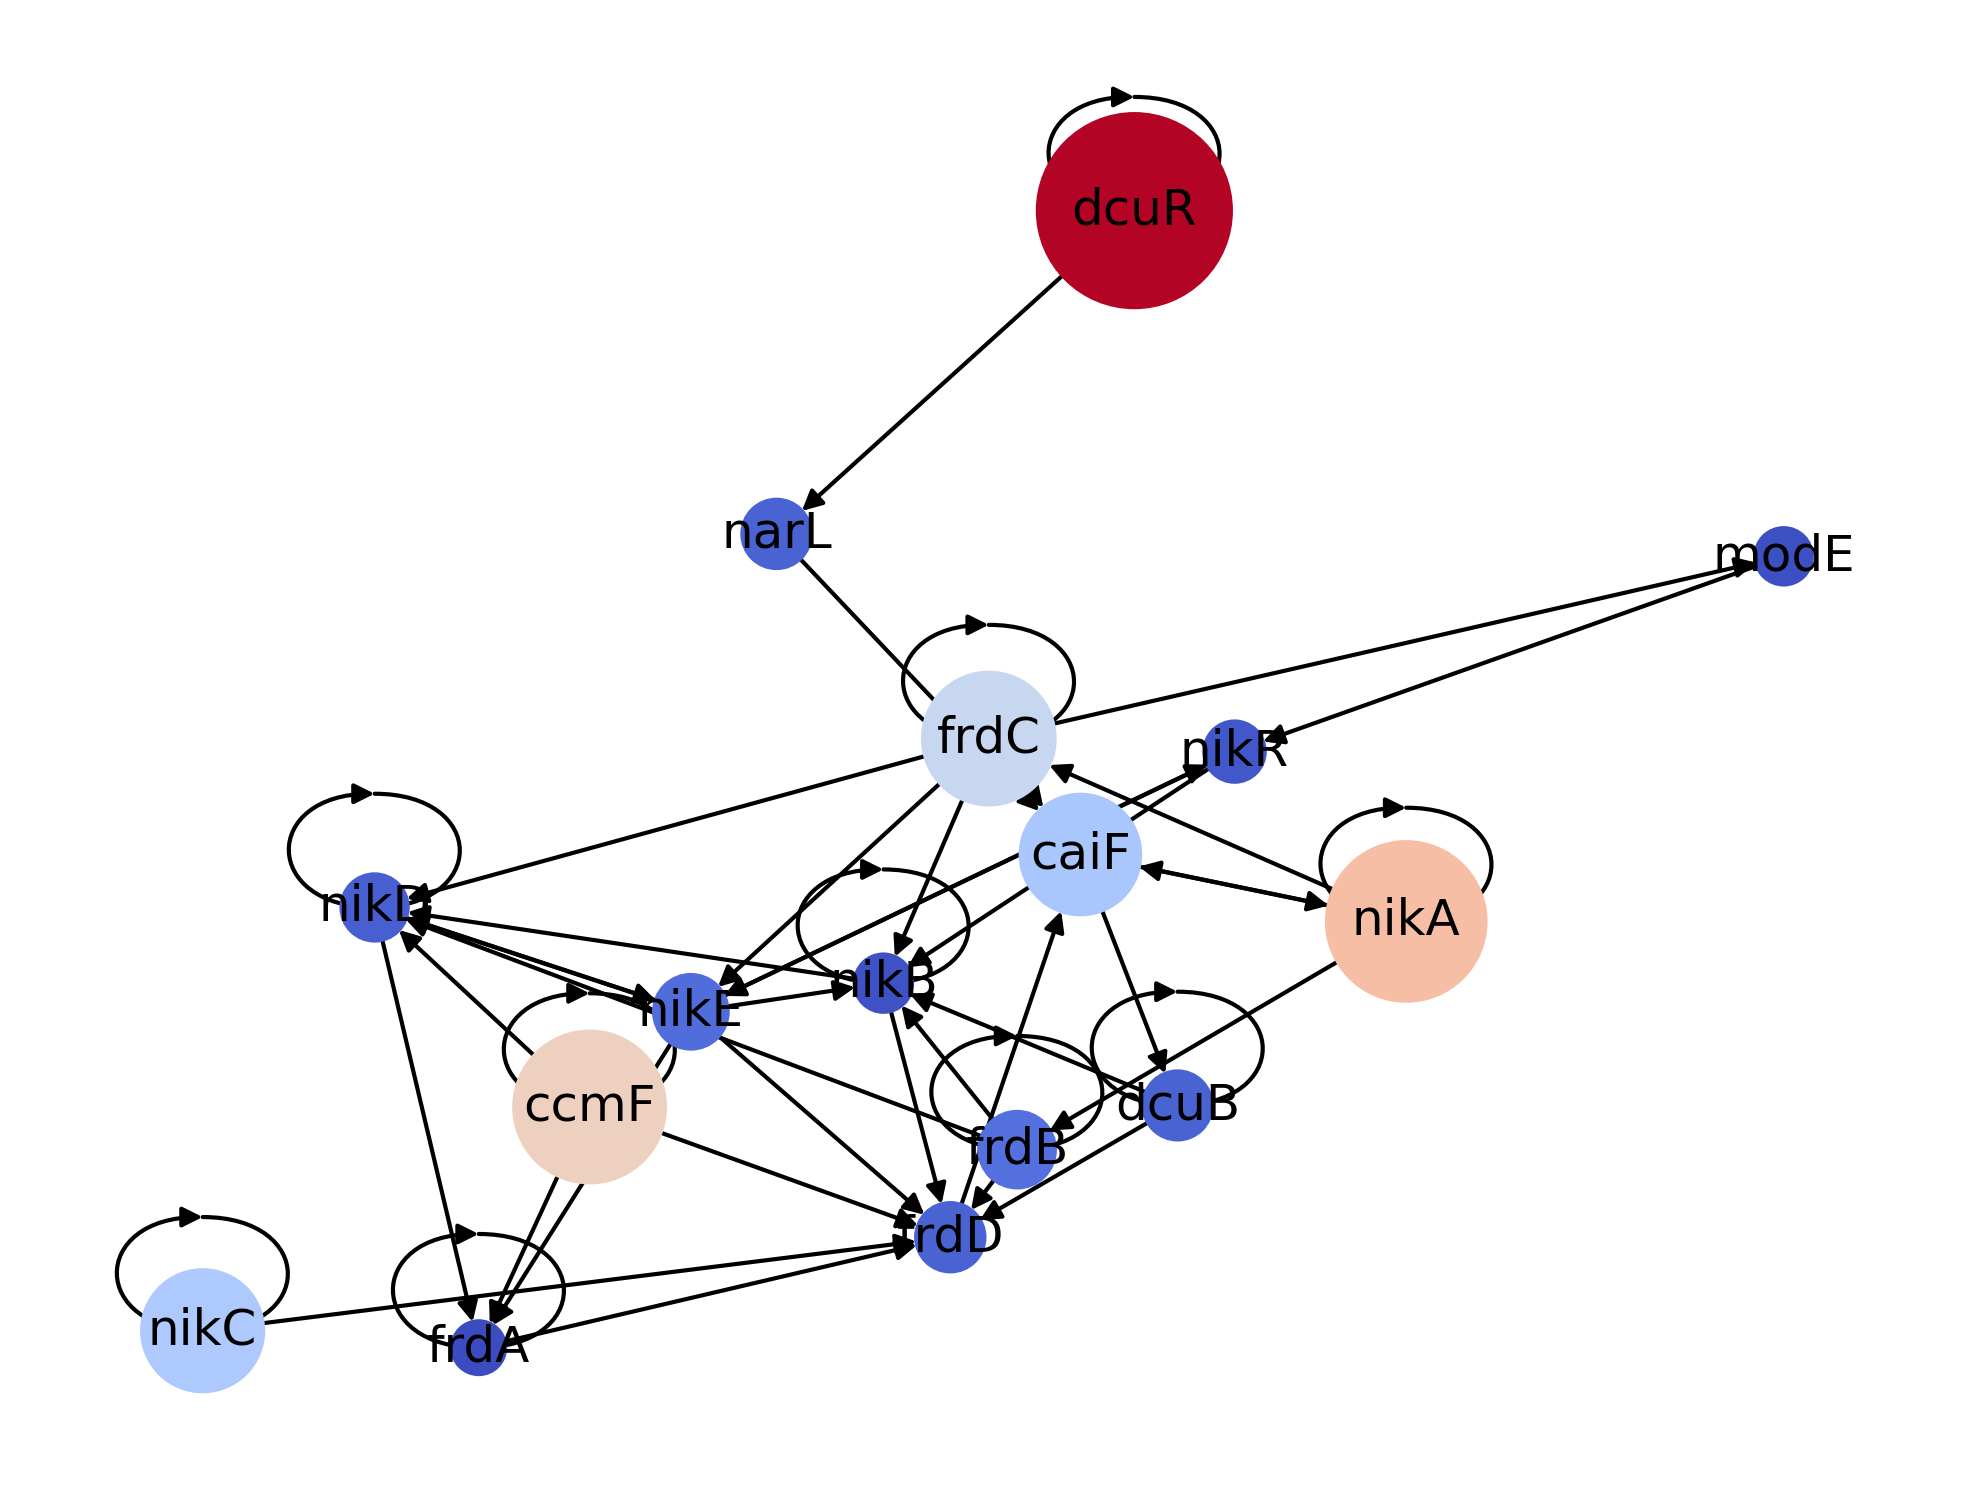 dcuR
narL
modE
frdC
nikR
caiF
nikD
nikA
nikB
nikE
ccmF
dcuB
frdB
frdD
nikC
frdA